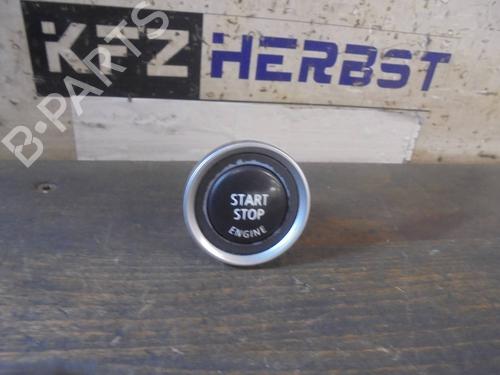 KFZ HERBST
B-PARTS
START
STOP
ENGINE